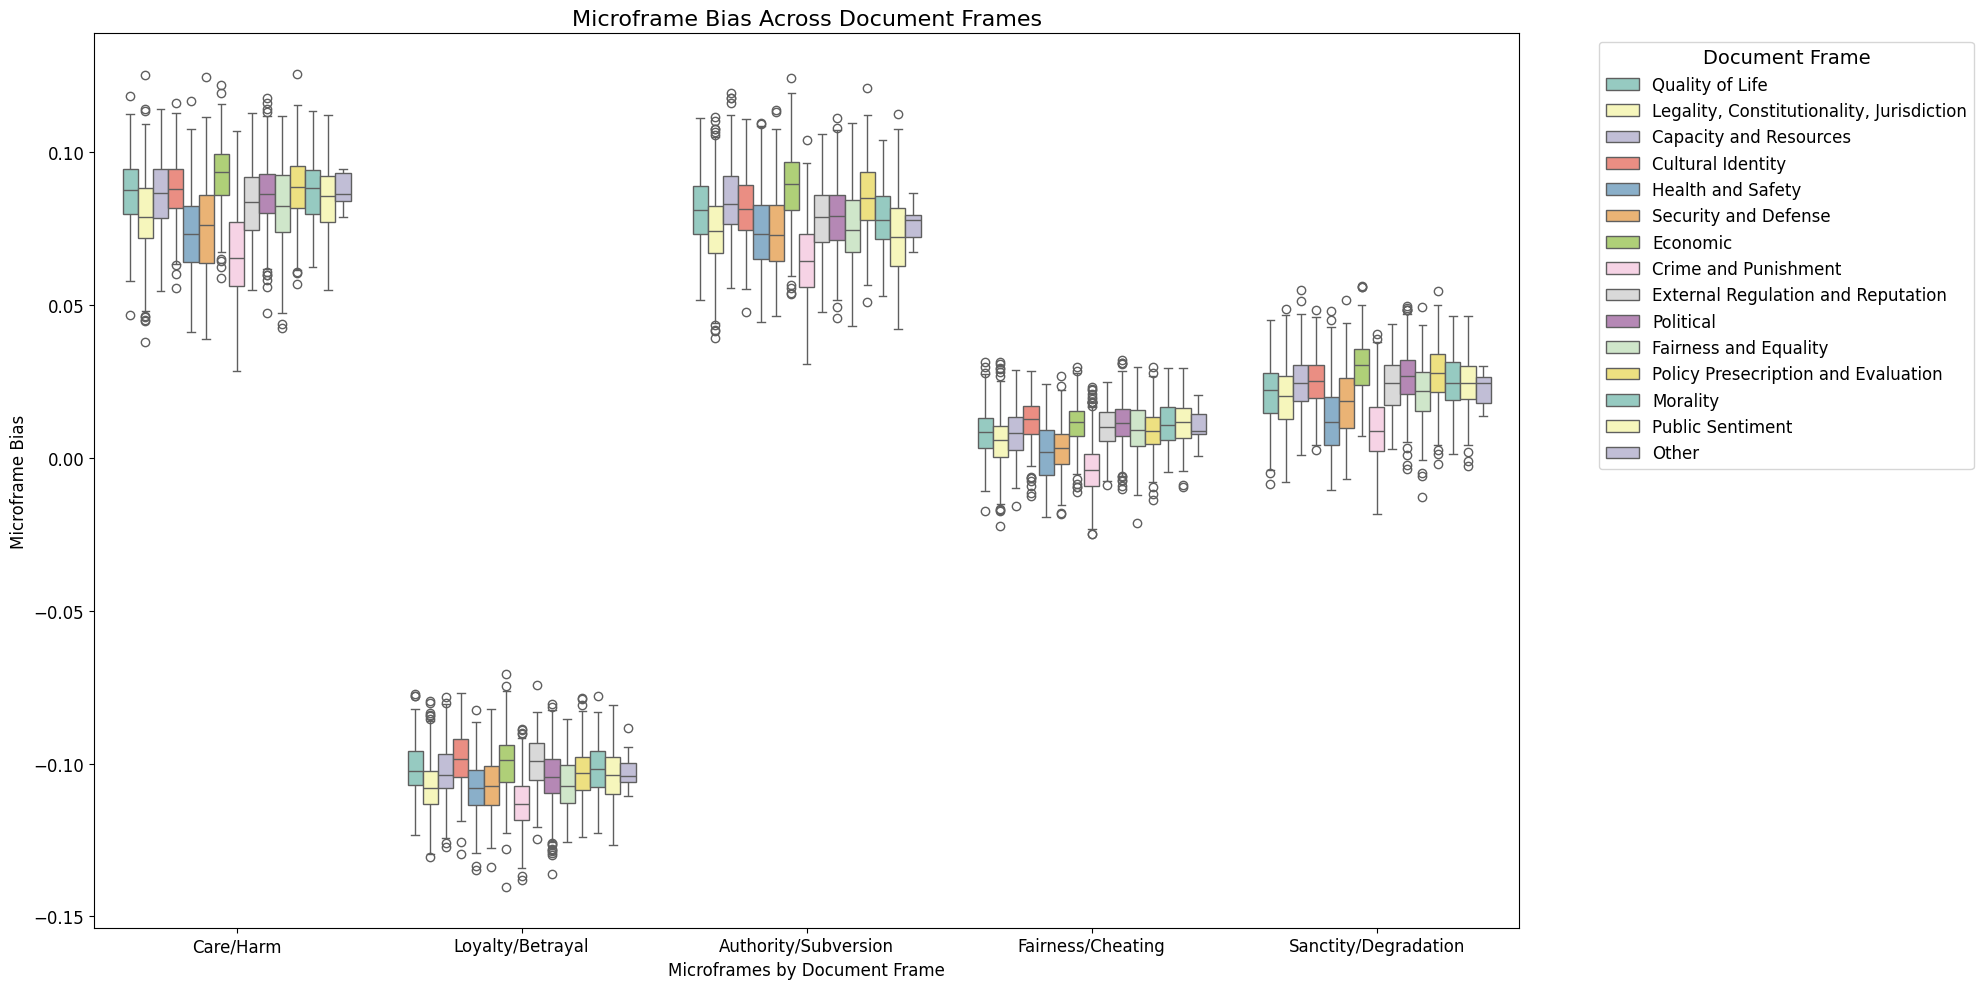 Microframe Bias Across Document Frames
Microframe Bias
0.10
0.05
0.00
−0.05
−0.10
−0.15
Care/Harm
Loyalty/Betrayal
Authority/Subversion
Fairness/Cheating
Sanctity/Degradation
Microframes by Document Frame
Document Frame
Quality of Life
Legality, Constitutionality, Jurisdiction
Capacity and Resources
Cultural Identity
Health and Safety
Security and Defense
Economic
Crime and Punishment
External Regulation and Reputation
Political
Fairness and Equality
Policy Presecription and Evaluation
Morality
Public Sentiment
Other